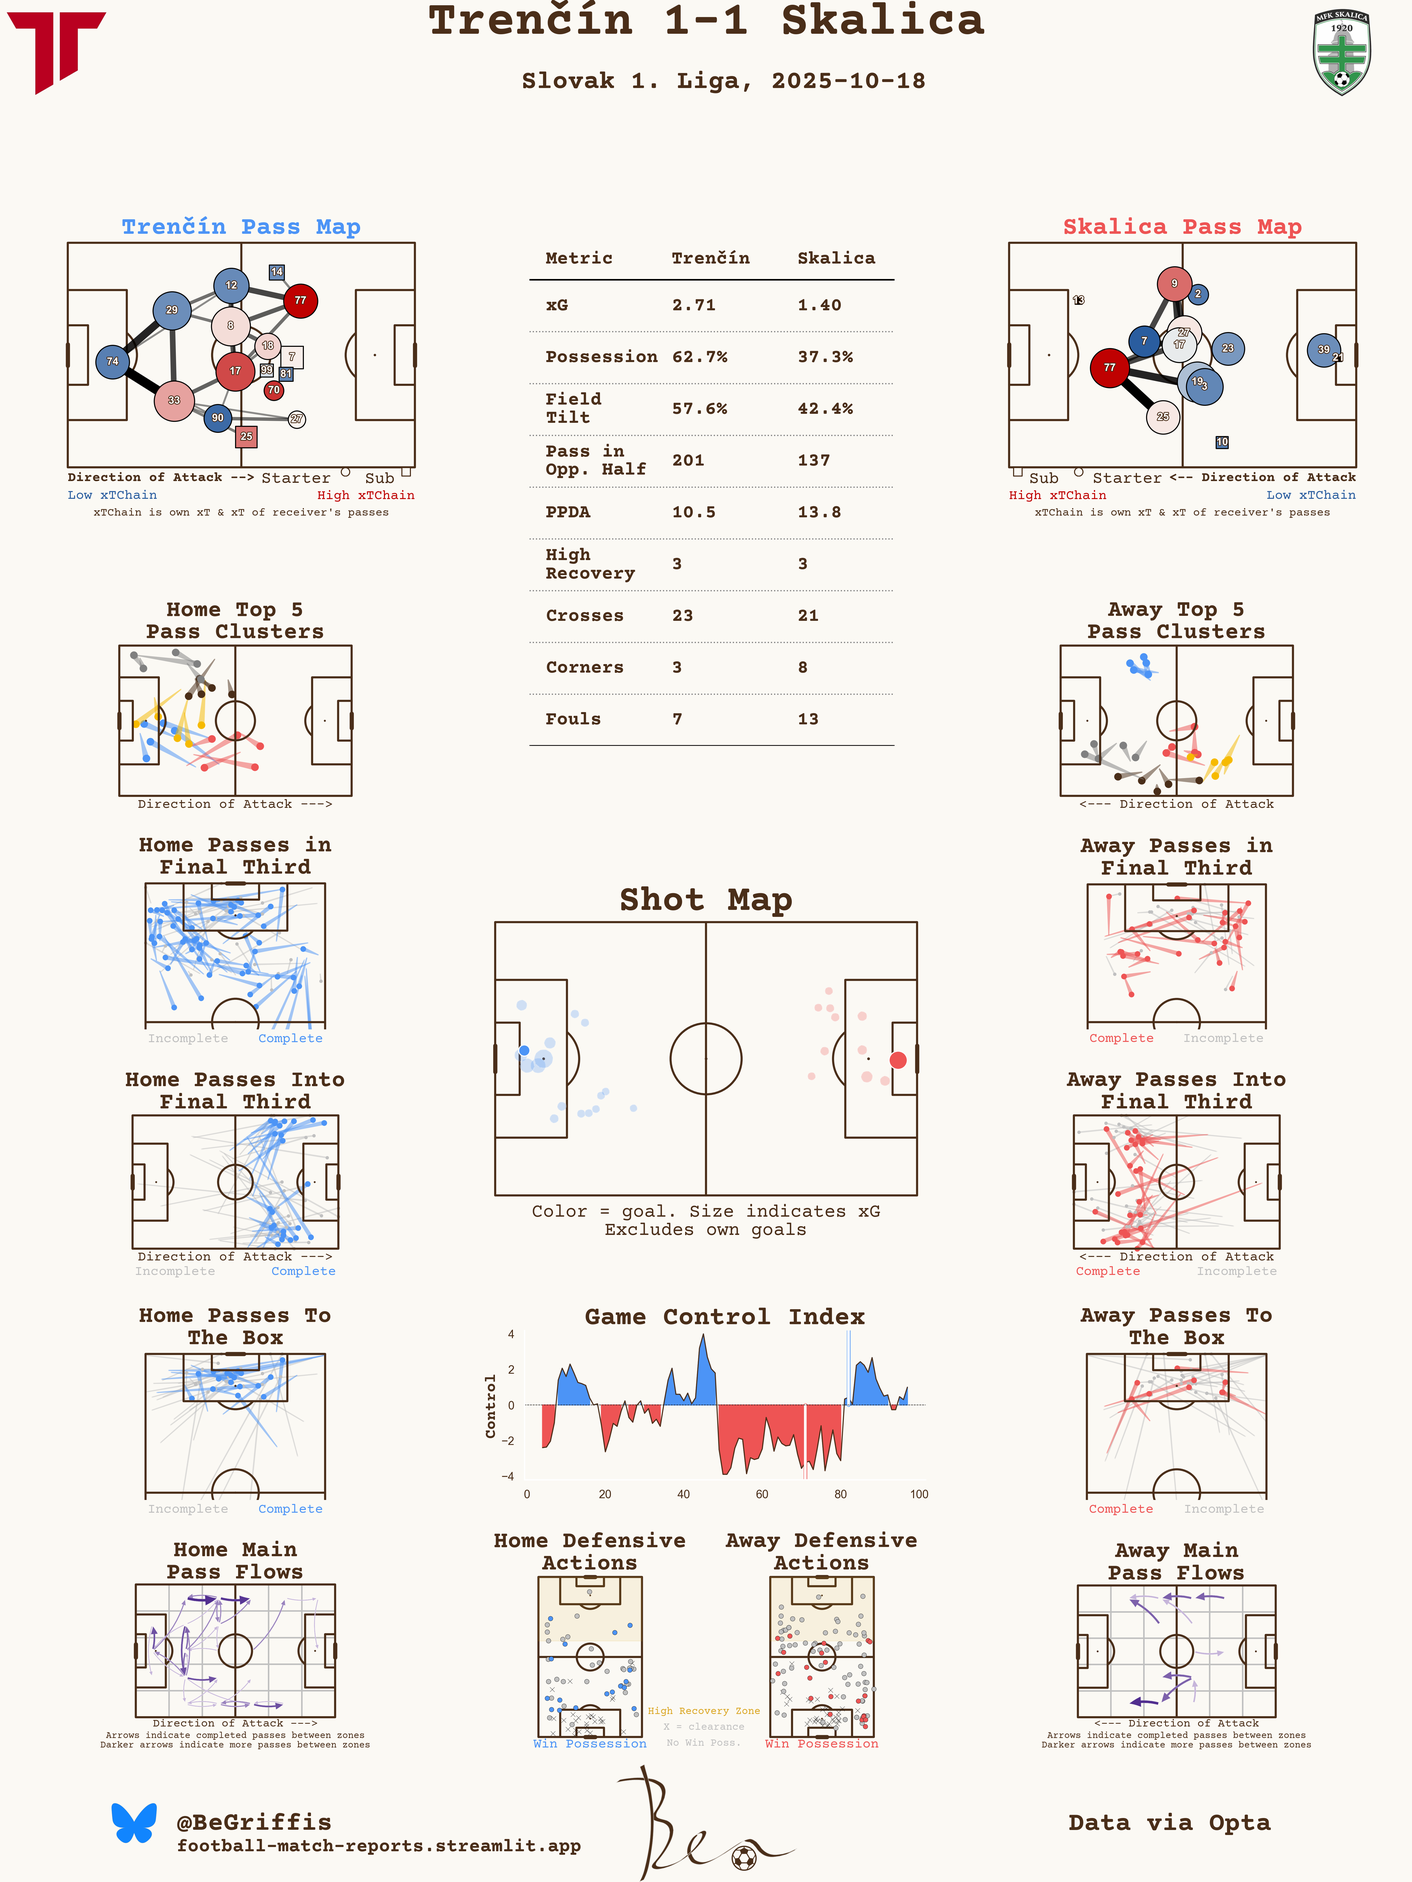 Trenčín 1-1 Skalica
Slovak 1. Liga, 2025-10-18
MFK SKALICA
1920
Trenčín Pass Map
14
12
77
29
8
18
7
74
99
81
17
70
33
90
27
25
Direction of Attack --> Starter Sub
Low xTChain High xTChain
xTChain is own xT & xT of receiver's passes
Metric Trenčín Skalica
xG 2.71 1.40
Possession 62.7% 37.3%
Field
Tilt 57.6% 42.4%
Pass in
Opp. Half 201 137
PPDA 10.5 13.8
High
Recovery 3 3
Crosses 23 21
Corners 3 8
Fouls 7 13
Skalica Pass Map
9
2
13
27
7
17
23
39
21
77
19
3
25
10
Sub Starter <-- Direction of Attack
High xTChain Low xTChain
xTChain is own xT & xT of receiver's passes
Home Top 5
Pass Clusters
Direction of Attack --->
Away Top 5
Pass Clusters
<--- Direction of Attack
Home Passes in
Final Third
Incomplete Complete
Away Passes in
Final Third
Complete Incomplete
Shot Map
Color = goal. Size indicates xG
Excludes own goals
Home Passes Into
Final Third
Direction of Attack --->
Incomplete Complete
Away Passes Into
Final Third
<--- Direction of Attack
Complete Incomplete
Home Passes To
The Box
Incomplete Complete
Game Control Index
Control
4
2
0
−2
−4
0 20 40 60 80 100
Away Passes To
The Box
Complete Incomplete
Home Main
Pass Flows
Direction of Attack --->
Arrows indicate completed passes between zones
Darker arrows indicate more passes between zones
Home Defensive
Actions
Win Possession
High Recovery Zone
X = clearance
No Win Poss.
Away Defensive
Actions
Win Possession
Away Main
Pass Flows
<--- Direction of Attack
Arrows indicate completed passes between zones
Darker arrows indicate more passes between zones
@BeGriffis
football-match-reports.streamlit.app
Ben
Data via Opta